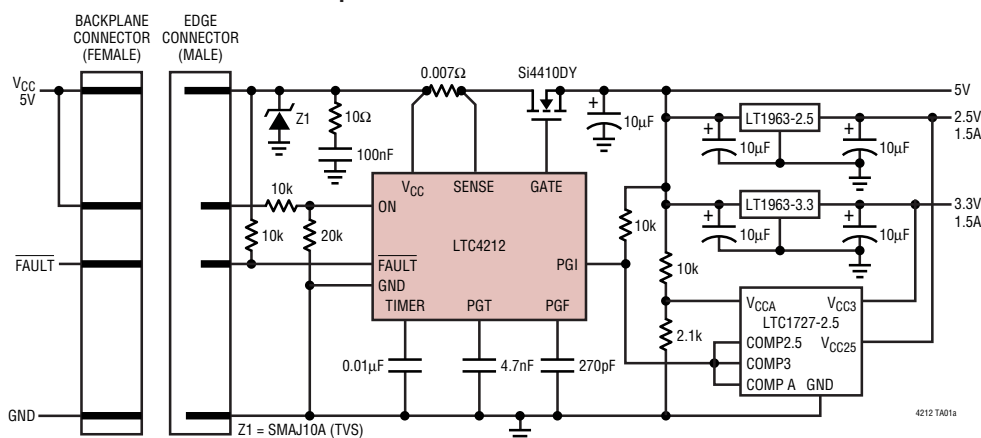 BACKPLANE
CONNECTOR
(FEMALE)
EDGE
CONNECTOR
(MALE)
VCC
5V
0.007Ω
Si4410DY
5V
Z1
10Ω
100nF
+
10µF
+
10µF
LT1963-2.5
+
10µF
2.5V
1.5A
VCC
SENSE
GATE
10k
ON
10k
20k
LTC4212
10k
+
10µF
LT1963-3.3
+
10µF
3.3V
1.5A
FAULT
FAULT
GND
PGI
10k
TIMER
PGT
PGF
2.1k
VCCA
VCC3
LTC1727-2.5
VCC25
COMP2.5
COMP3
COMP A
GND
0.01µF
4.7nF
270pF
GND
Z1 = SMAJ10A (TVS)
4212 TA01a